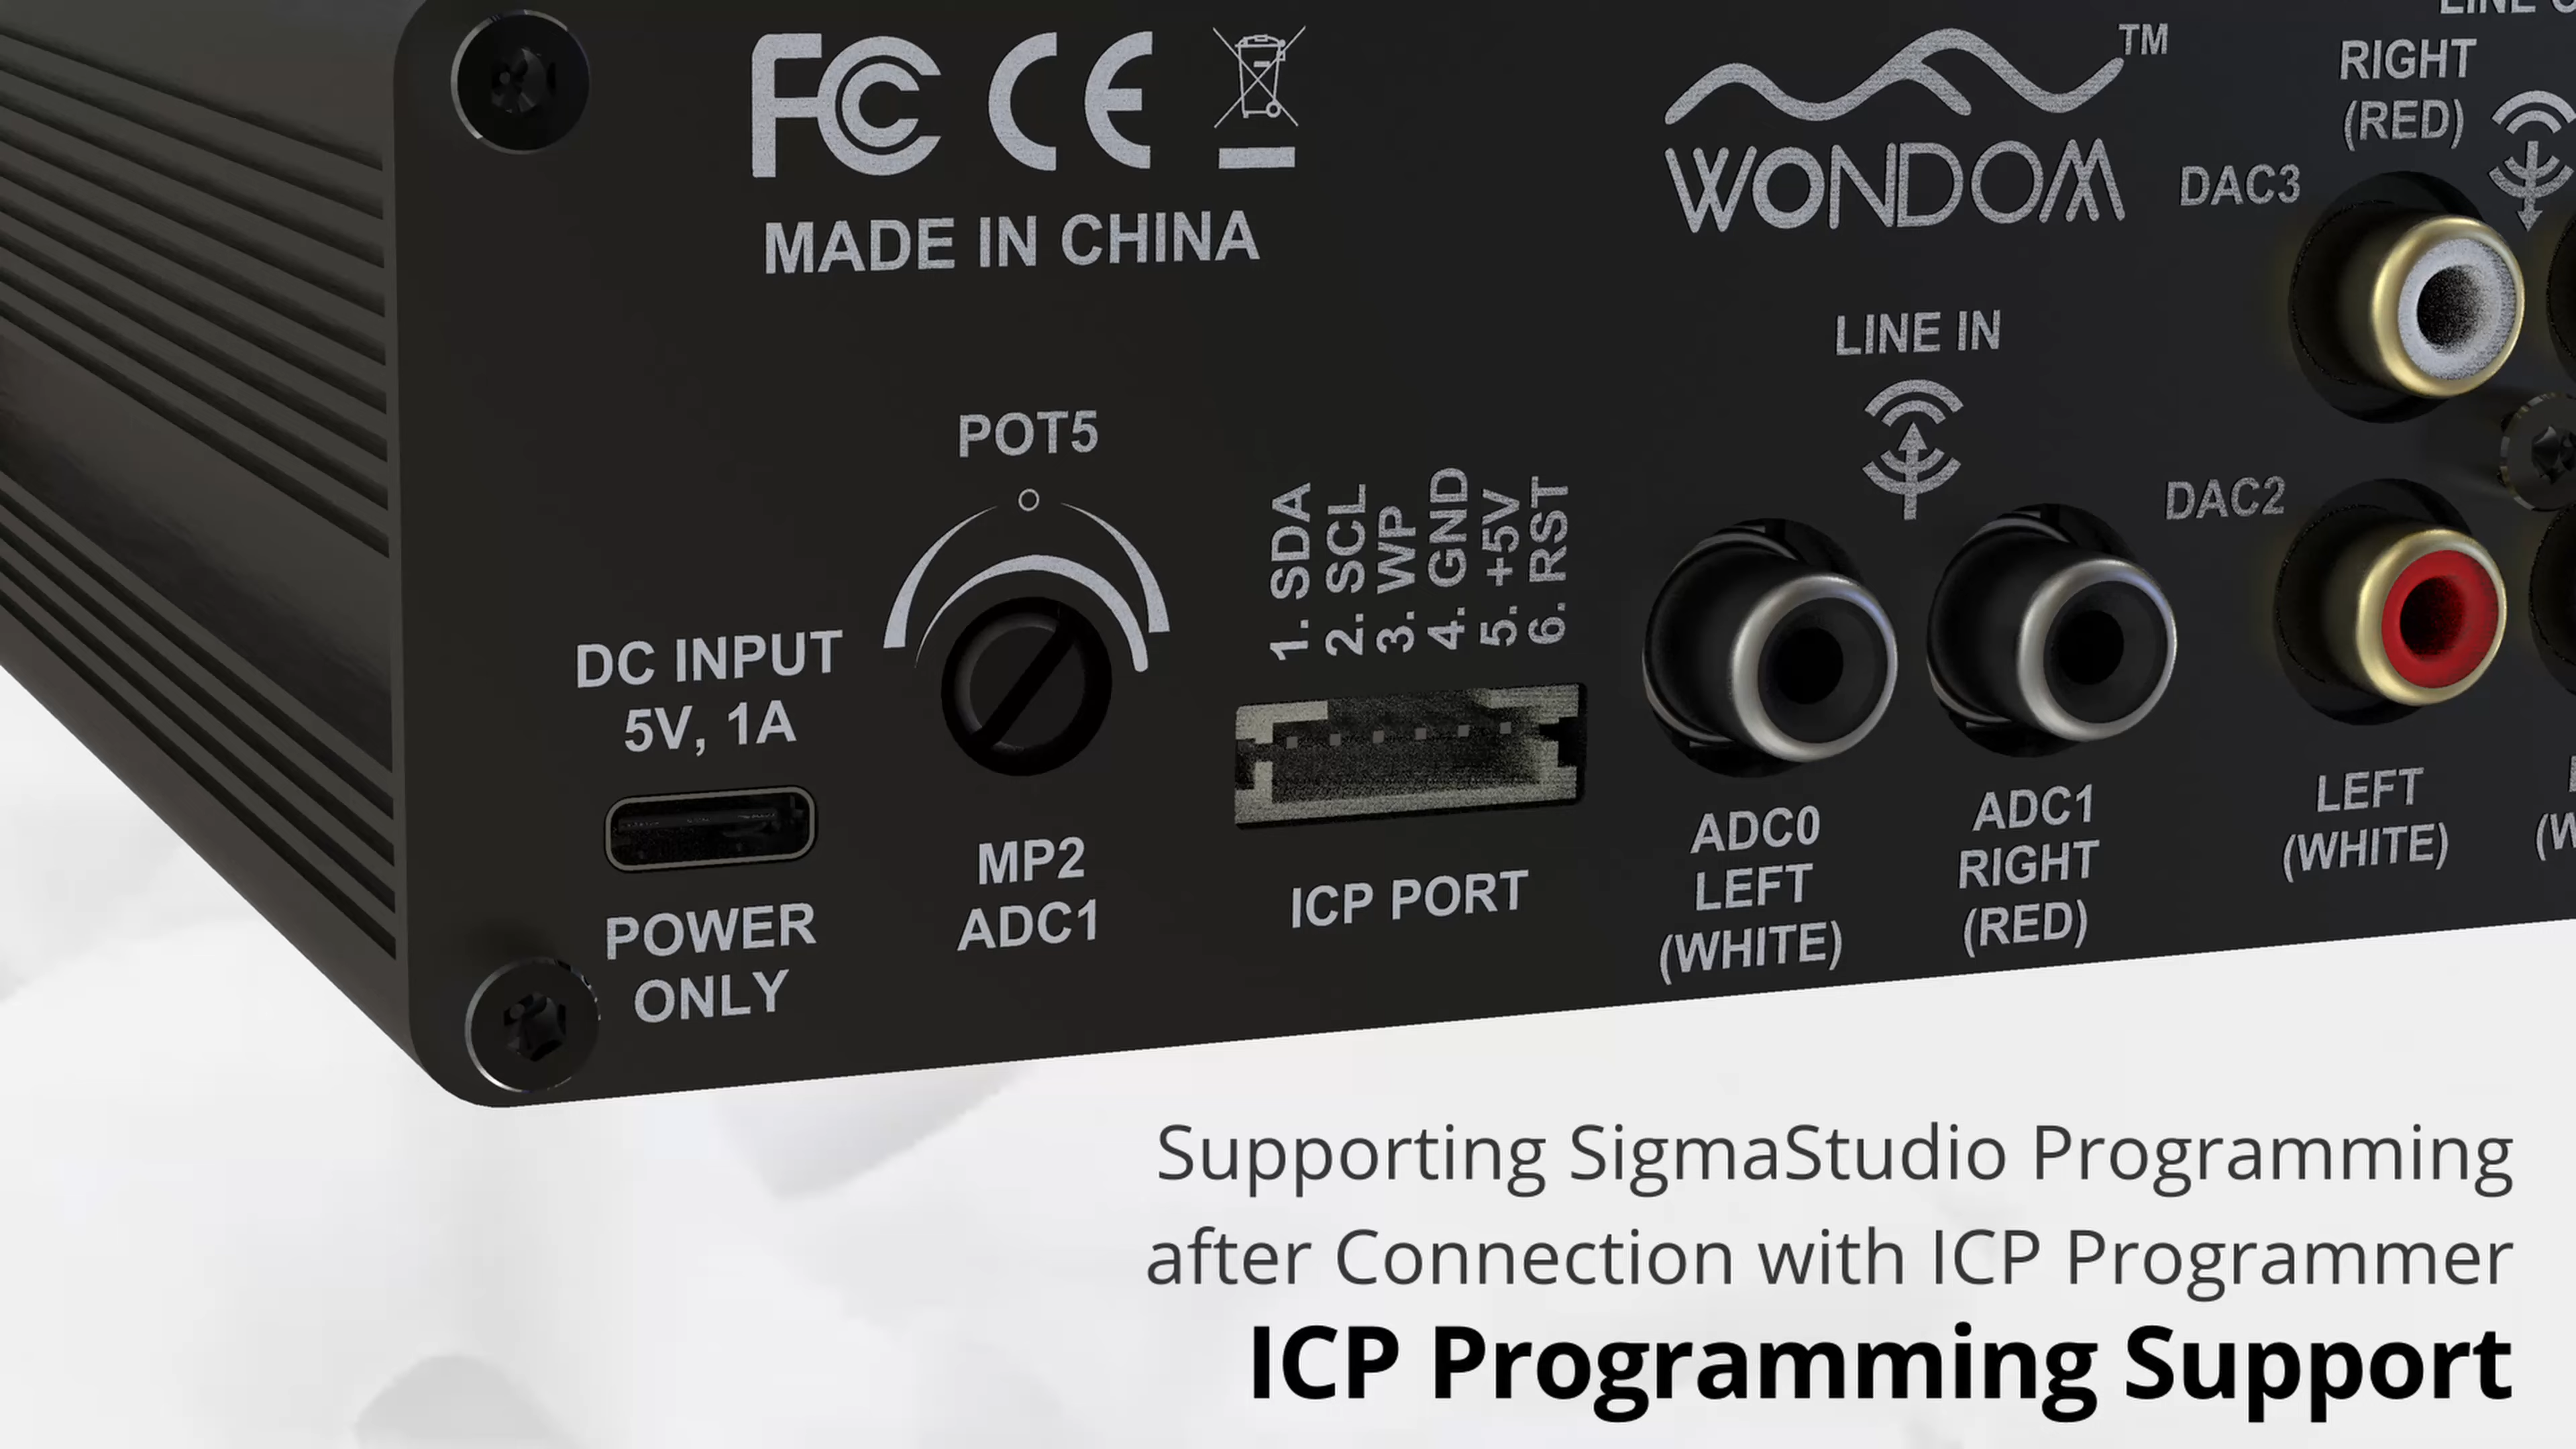 FC CE
MADE IN CHINA
WONDOM™
RIGHT
(RED)
DAC3
LINE IN
POT5
DAC2
1. SDA
2. SCL
3. WP
4. GND
5. +5V
6. RST
DC INPUT
5V, 1A
POWER
ONLY
MP2
ADC1
ICP PORT
ADC0
LEFT
(WHITE)
ADC1
RIGHT
(RED)
LEFT
(WHITE)
Supporting SigmaStudio Programming
after Connection with ICP Programmer
ICP Programming Support